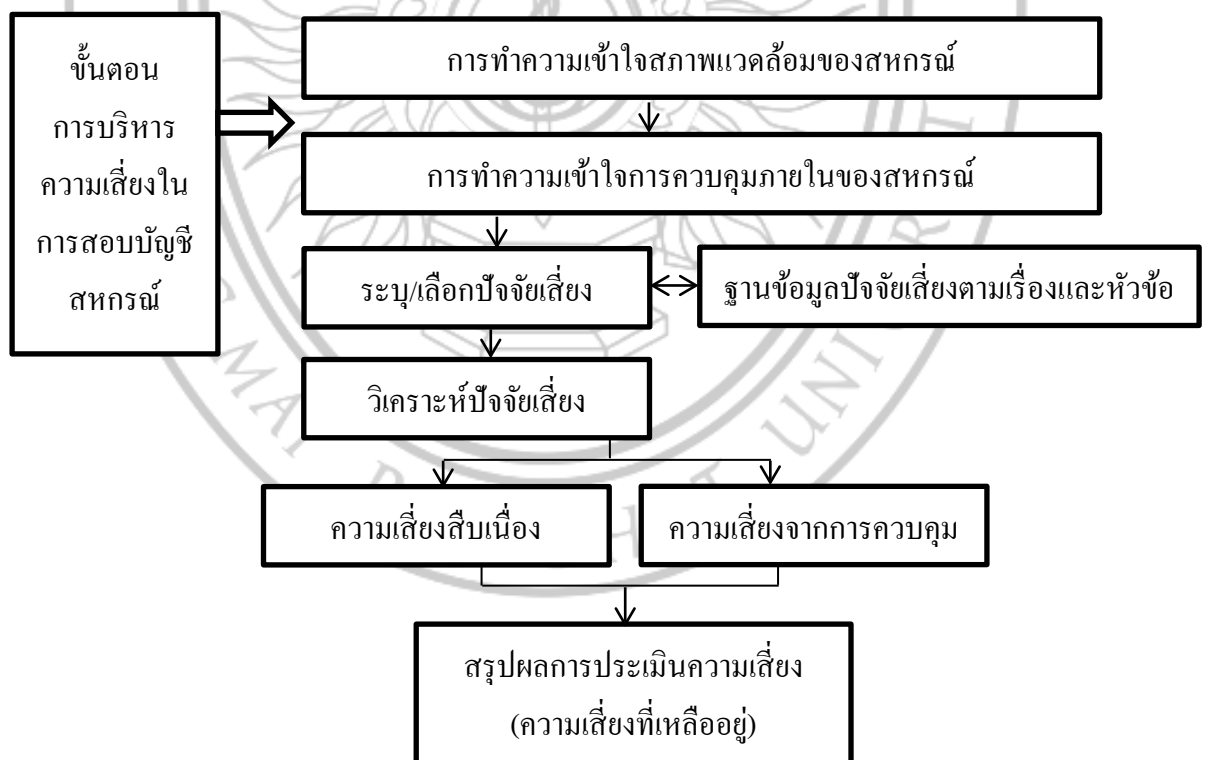 ขั้นตอน
การบริหาร
ความเสี่ยงใน
การสอบบัญชี
สหกรณ์
การทำความเข้าใจสภาพแวดล้อมของสหกรณ์
การทำความเข้าใจการควบคุมภายในของสหกรณ์
ระบุ/เลือกปัจจัยเสี่ยง
ฐานข้อมูลปัจจัยเสี่ยงตามเรื่องและหัวข้อ
วิเคราะห์ปัจจัยเสี่ยง
ความเสี่ยงสืบเนื่อง
ความเสี่ยงจากการควบคุม
สรุปผลการประเมินความเสี่ยง
(ความเสี่ยงที่เหลืออยู่)